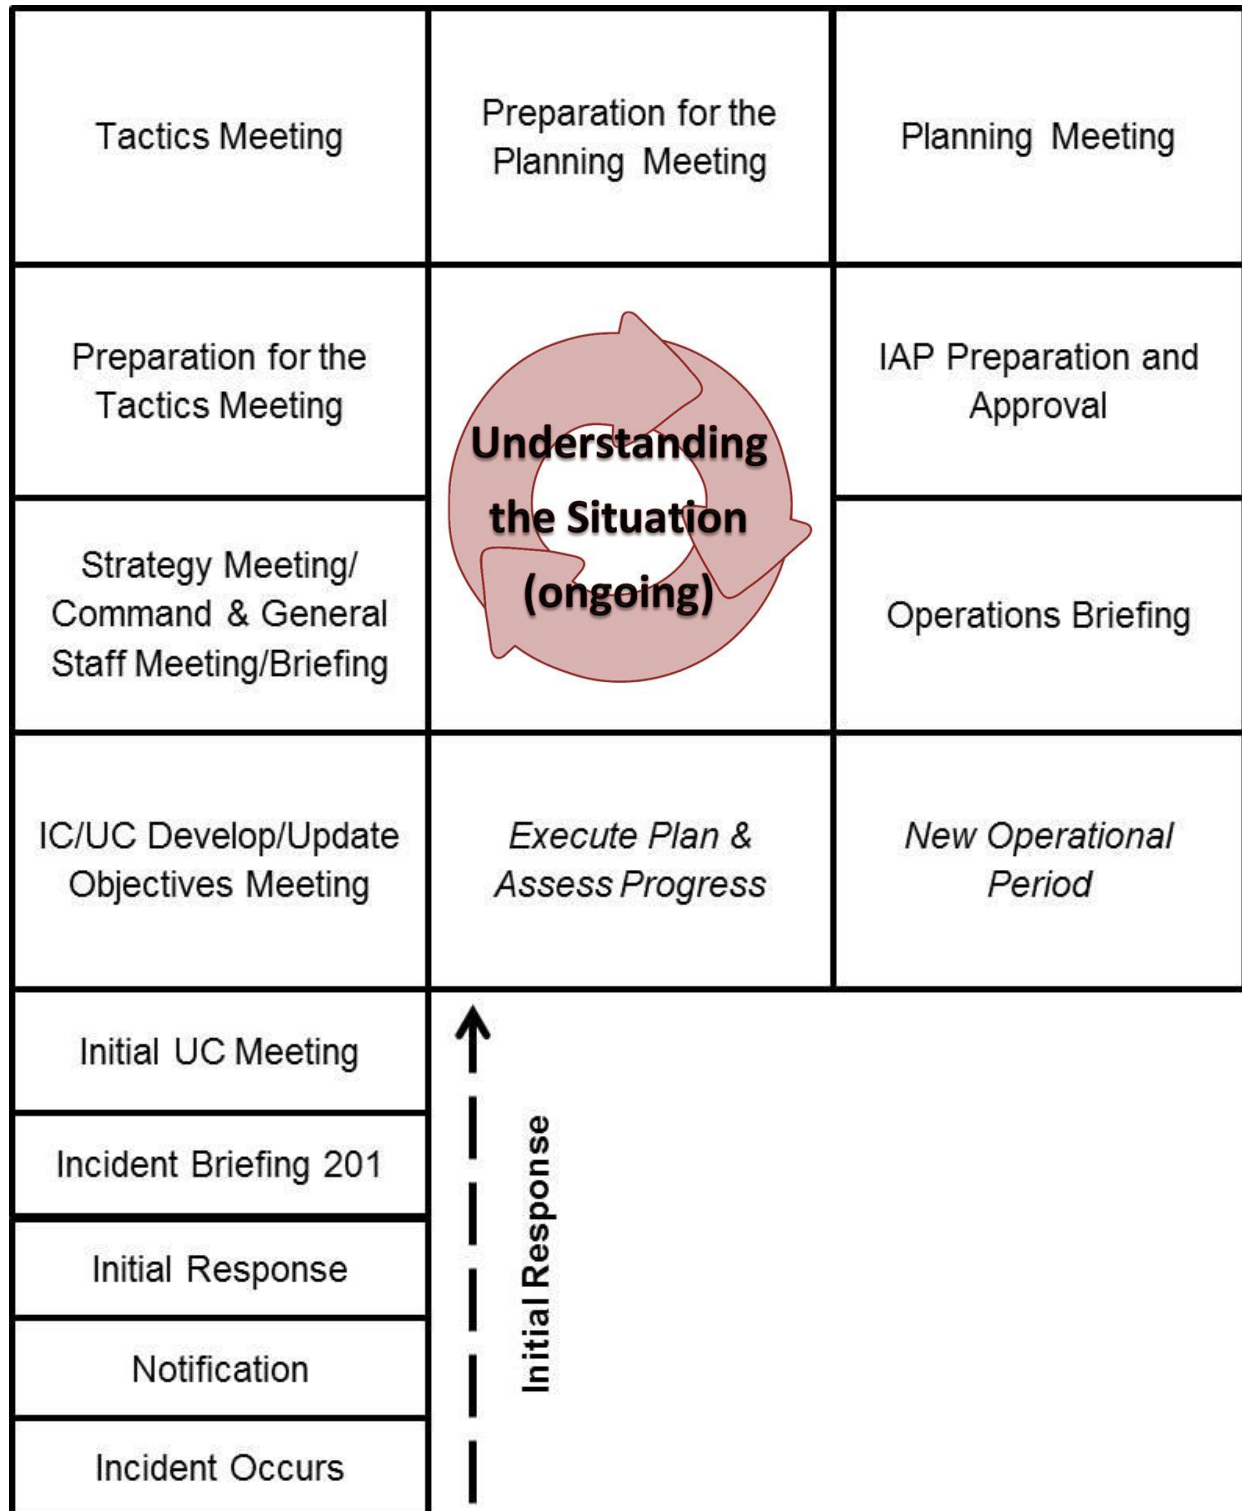 Tactics Meeting
Preparation for the
Planning Meeting
Planning Meeting
Preparation for the
Tactics Meeting
Understanding
the Situation
(ongoing)
IAP Preparation and
Approval
Strategy Meeting/
Command & General
Staff Meeting/Briefing
Operations Briefing
IC/UC Develop/Update
Objectives Meeting
Execute Plan &
Assess Progress
New Operational
Period
Initial UC Meeting
Incident Briefing 201
Initial Response
Notification
Incident Occurs
Initial Response